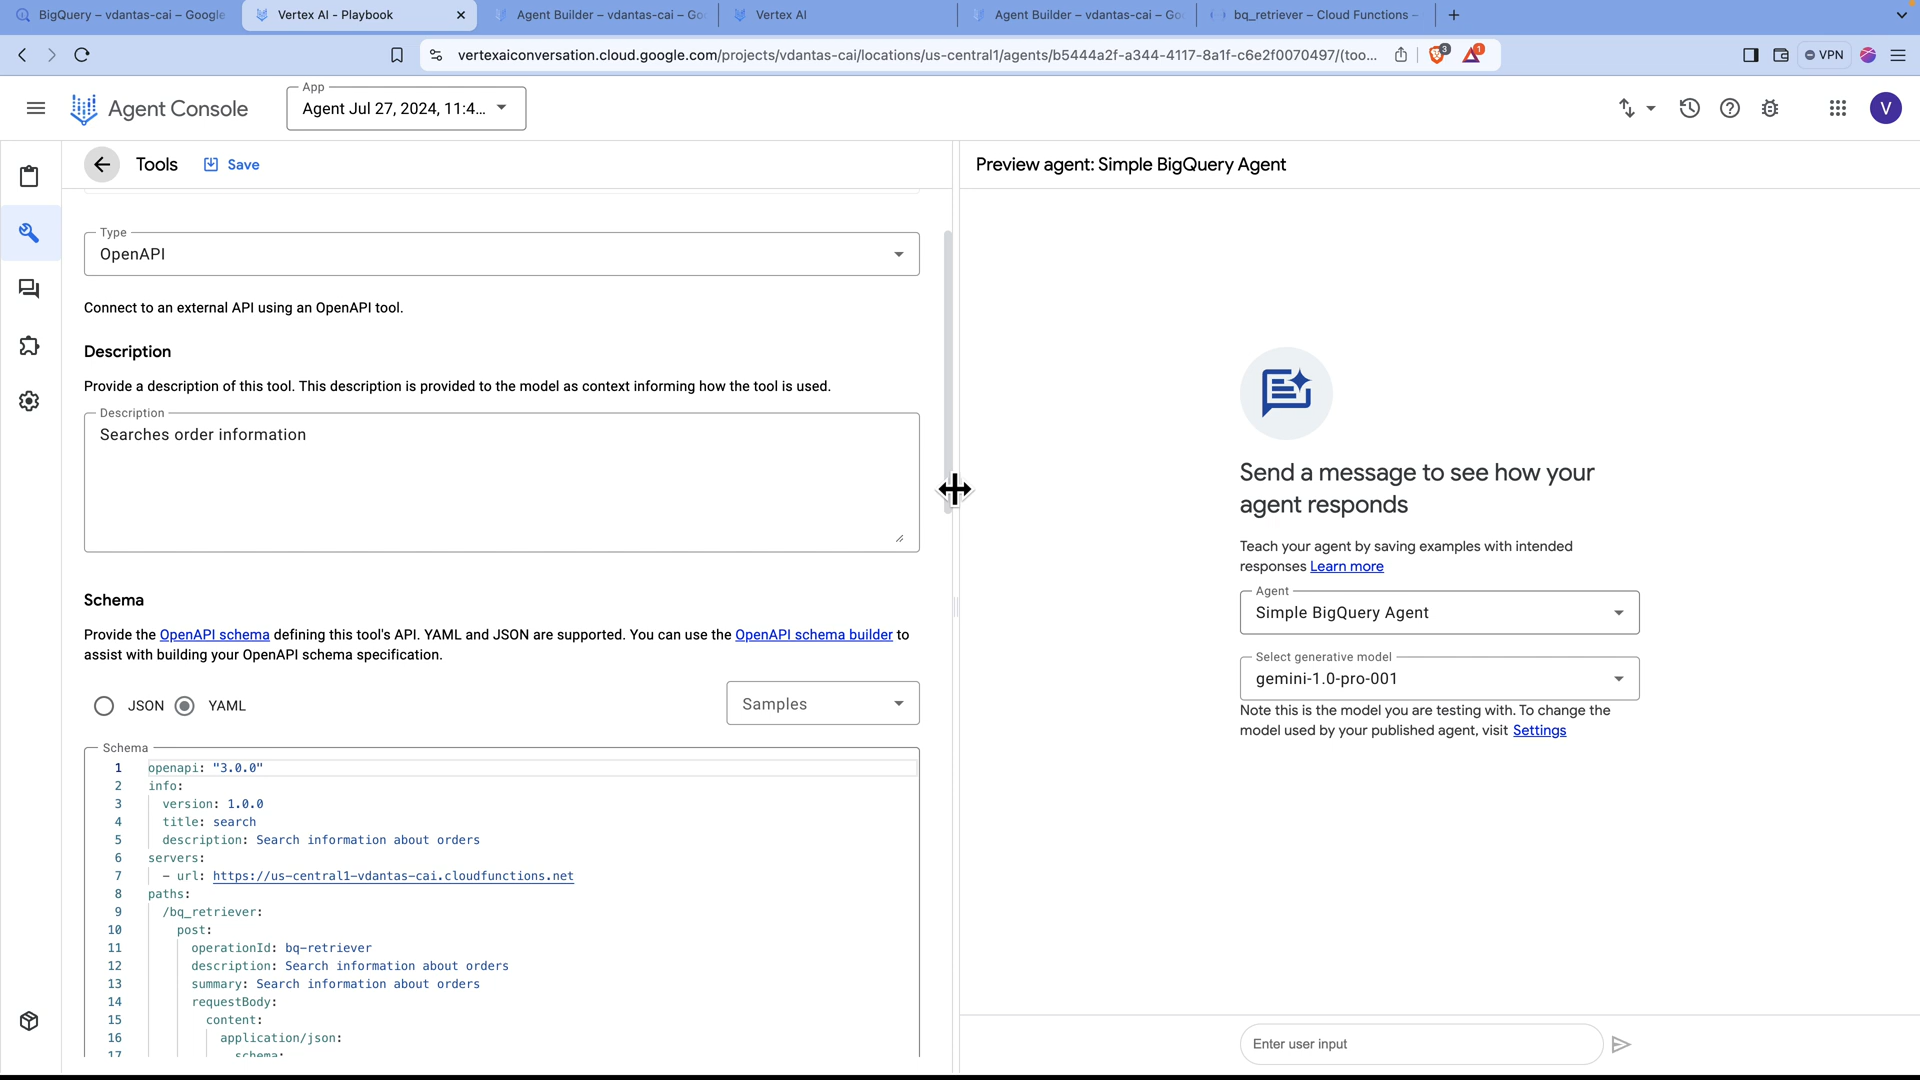 BigQuery – vdantas-cai – Google
Vertex AI - Playbook
Agent Builder – vdantas-cai – Go
Vertex AI
Agent Builder – vdantas-cai – Go
bq_retriever – Cloud Functions –
vertexaiconversation.cloud.google.com/projects/vdantas-cai/locations/us-central1/agents/b5444a2f-a344-4117-8a1f-c6e2f0070497/(too...
3
1
VPN
Agent Console
App
Agent Jul 27, 2024, 11:4...
V
Tools
Save
Type
OpenAPI
Connect to an external API using an OpenAPI tool.
Description
Provide a description of this tool. This description is provided to the model as context informing how the tool is used.
Description
Searches order information
Schema
Provide the OpenAPI schema defining this tool's API. YAML and JSON are supported. You can use the OpenAPI schema builder to
assist with building your OpenAPI schema specification.
JSON
YAML
Samples
Schema
1 openapi: "3.0.0"
2 info:
3 version: 1.0.0
4 title: search
5 description: Search information about orders
6 servers:
7 - url: https://us-central1-vdantas-cai.cloudfunctions.net
8 paths:
9 /bq_retriever:
10 post:
11 operationId: bq-retriever
12 description: Search information about orders
13 summary: Search information about orders
14 requestBody:
15 content:
16 application/json:
17 schema:
Preview agent: Simple BigQuery Agent
Send a message to see how your
agent responds
Teach your agent by saving examples with intended
responses Learn more
Agent
Simple BigQuery Agent
Select generative model
gemini-1.0-pro-001
Note this is the model you are testing with. To change the
model used by your published agent, visit Settings
Enter user input